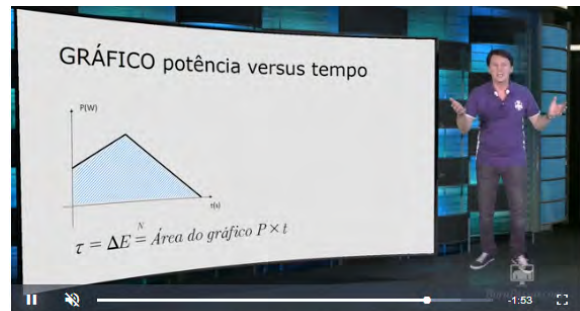 GRÁFICO potência versus tempo
P(W)
t(s)
N
τ = ΔE = Área do gráfico P×t
-1:53